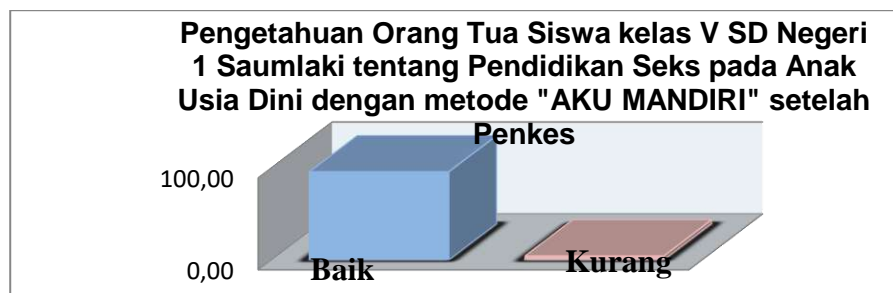 Pengetahuan Orang Tua Siswa kelas V SD Negeri
1 Saumlaki tentang Pendidikan Seks pada Anak
Usia Dini dengan metode "AKU MANDIRI" setelah
Penkes
100,00
0,00
Baik
Kurang